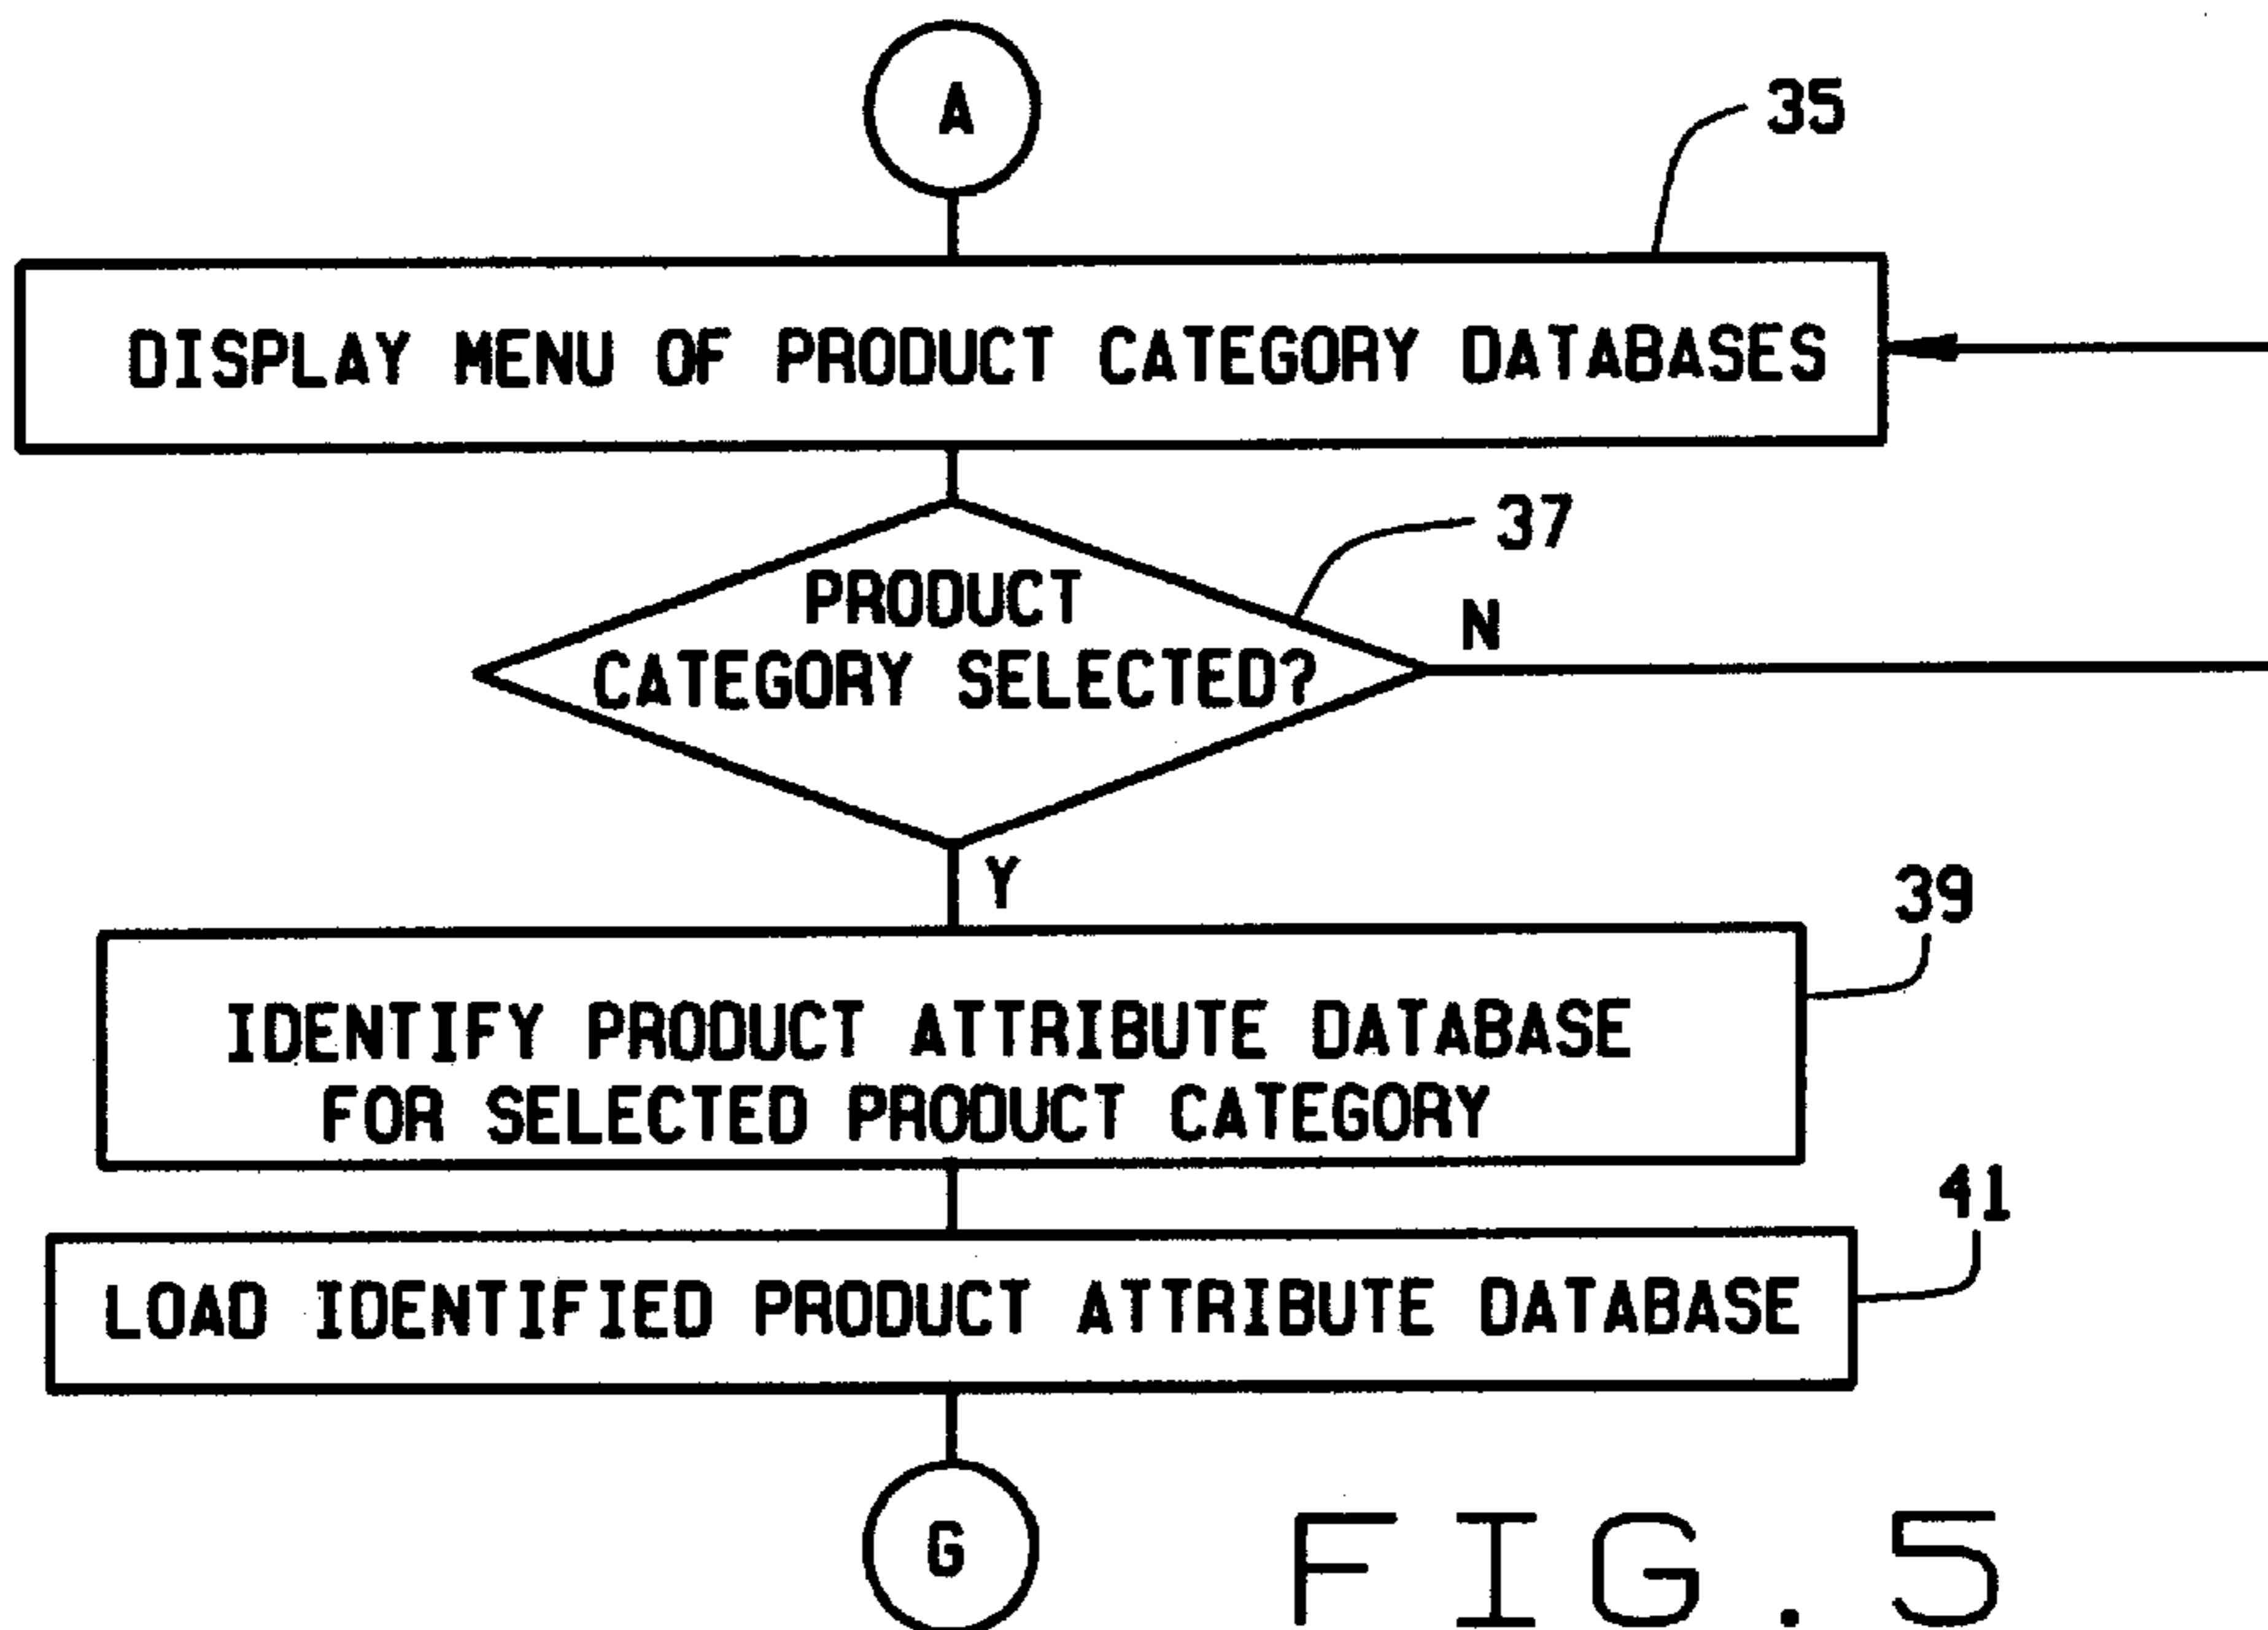 A
35
DISPLAY MENU OF PRODUCT CATEGORY DATABASES
37
PRODUCT
CATEGORY SELECTED?
N
Y
39
IDENTIFY PRODUCT ATTRIBUTE DATABASE
FOR SELECTED PRODUCT CATEGORY
41
LOAD IDENTIFIED PRODUCT ATTRIBUTE DATABASE
G
FIG.5